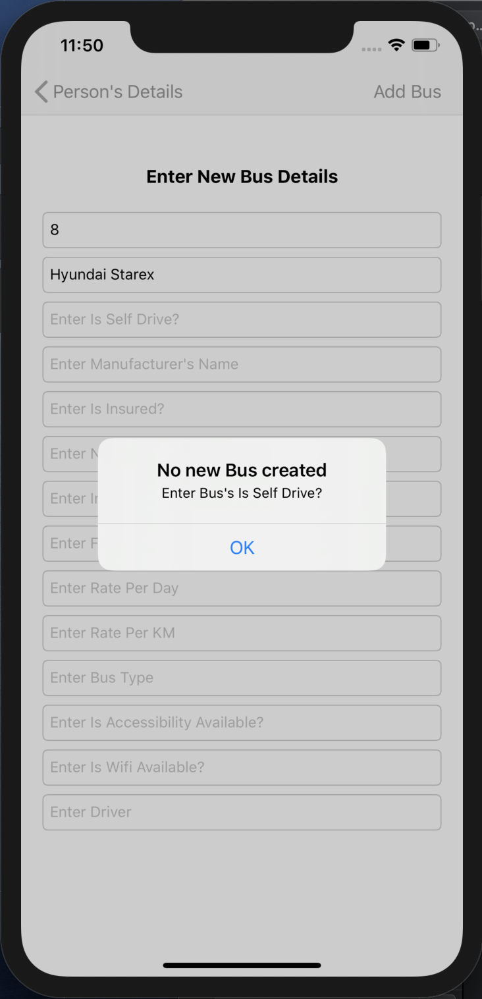 11:50
Person's Details
Add Bus
Enter New Bus Details
8
Hyundai Starex
Enter Is Self Drive?
Enter Manufacturer's Name
Enter Is Insured?
Enter
No new Bus created
Enter Bus's Is Self Drive?
Enter
OK
Enter
Enter Rate Per Day
Enter Rate Per KM
Enter Bus Type
Enter Is Accessibility Available?
Enter Is Wifi Available?
Enter Driver